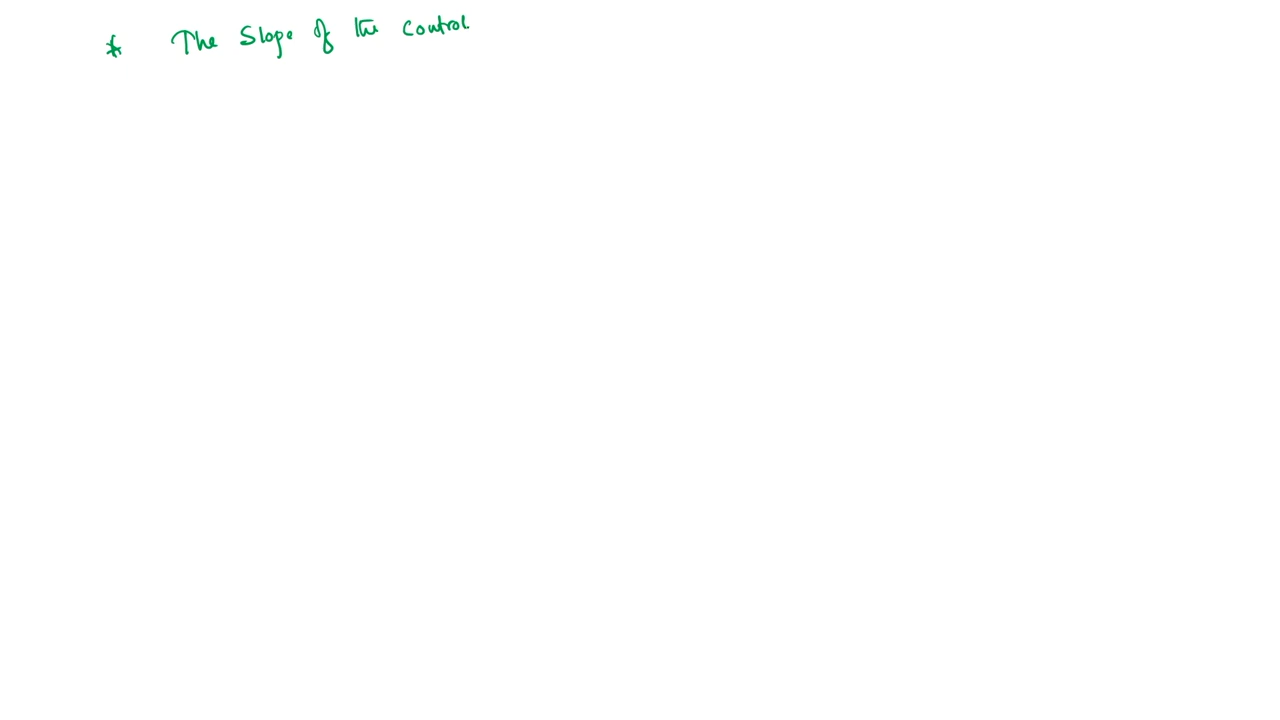 * The Slope of the control